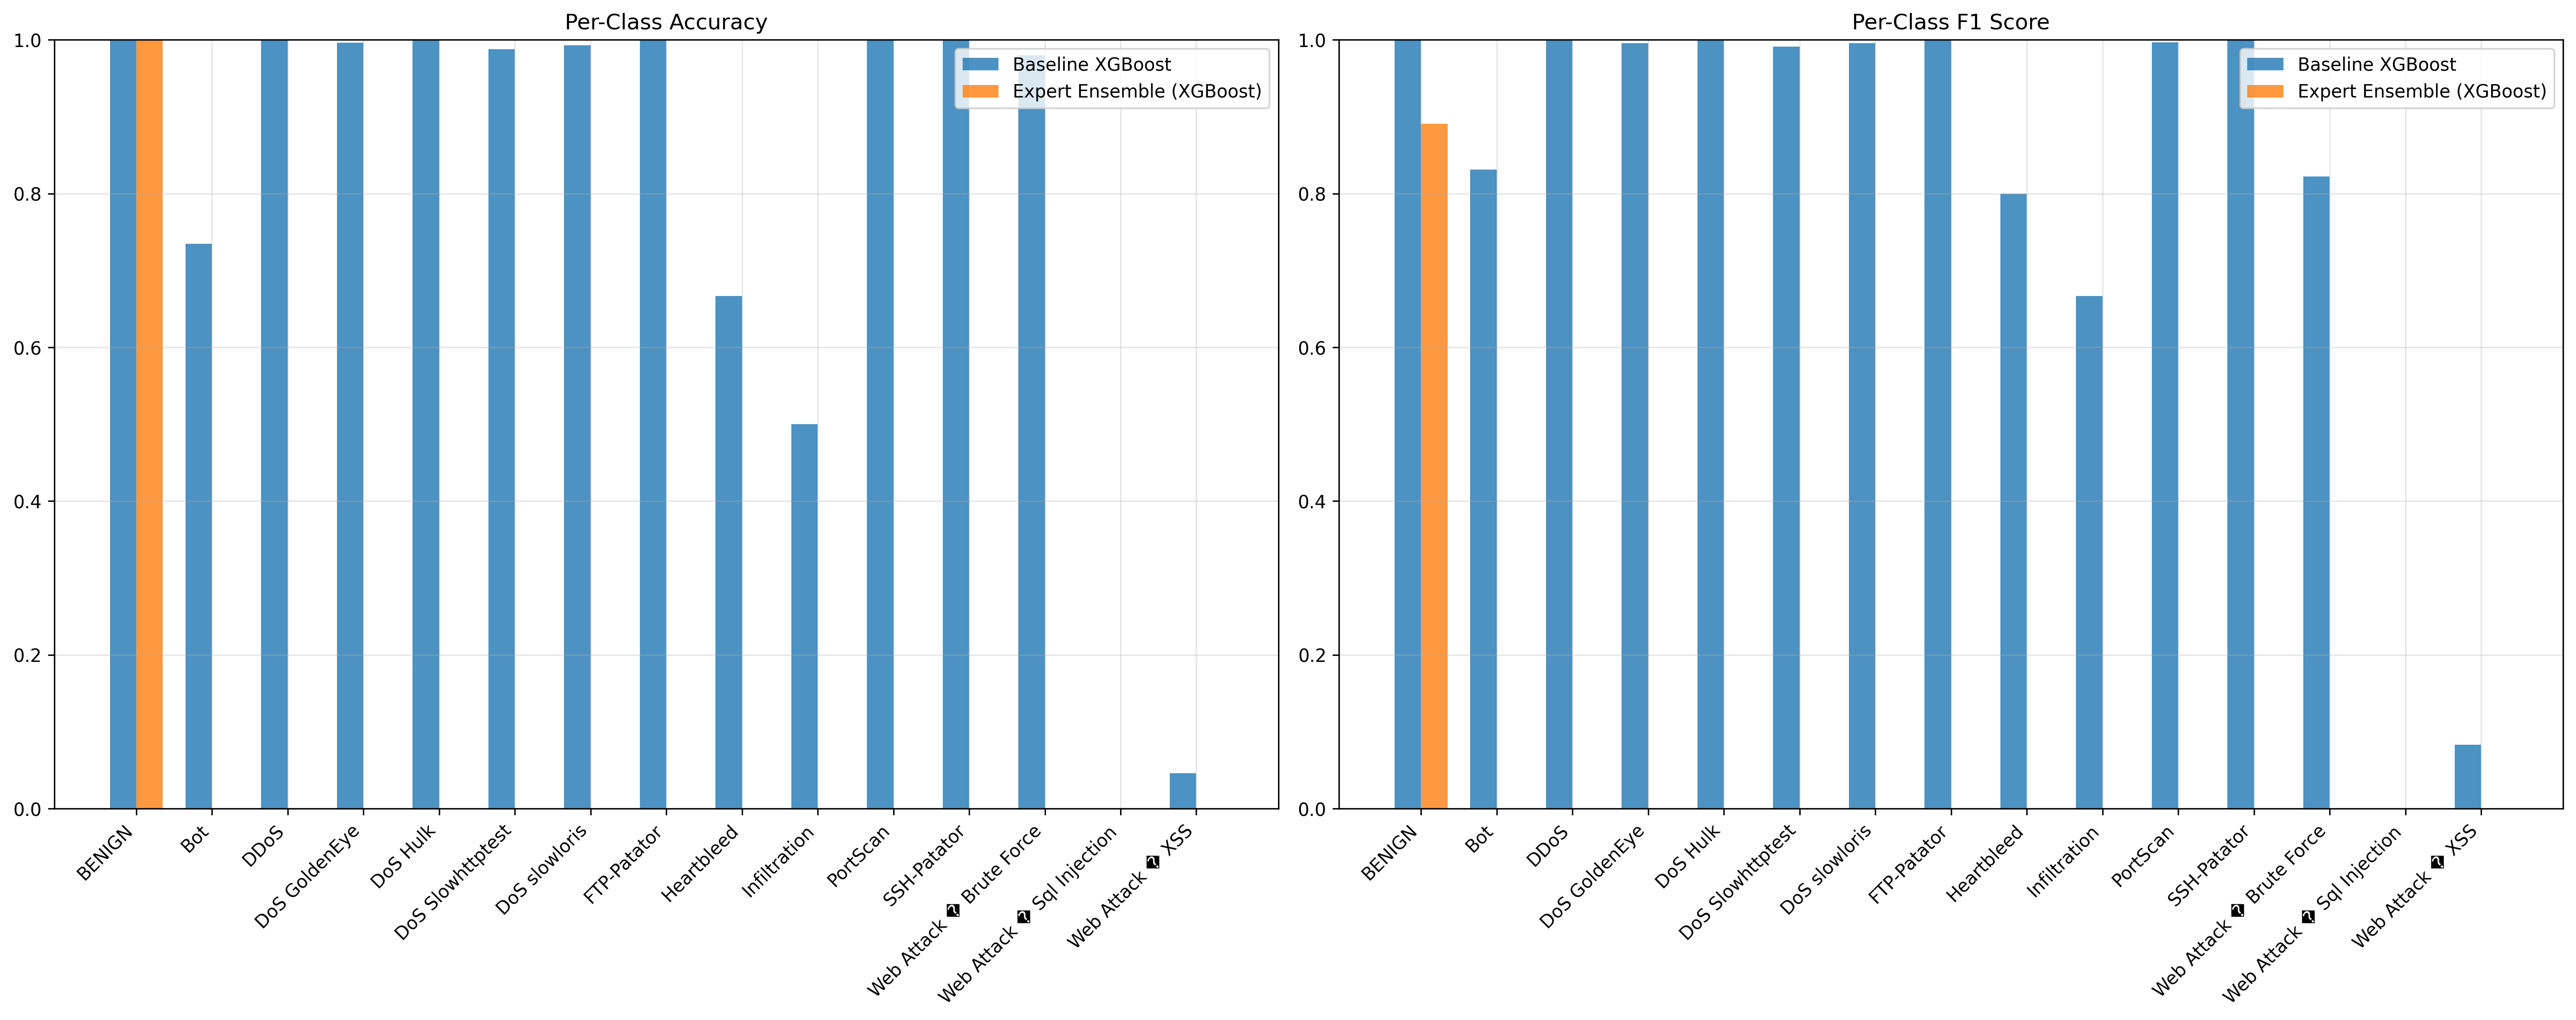 Per-Class Accuracy
1.0
0.8
0.6
0.4
0.2
0.0
Baseline XGBoost
Expert Ensemble (XGBoost)
BENIGN
Bot
DDoS
DoS GoldenEye
DoS Hulk
DoS Slowhttptest
DoS slowloris
FTP-Patator
Heartbleed
Infiltration
PortScan
SSH-Patator
Web Attack � Brute Force
Web Attack � Sql Injection
Web Attack � XSS
Per-Class F1 Score
1.0
0.8
0.6
0.4
0.2
0.0
Baseline XGBoost
Expert Ensemble (XGBoost)
BENIGN
Bot
DDoS
DoS GoldenEye
DoS Hulk
DoS Slowhttptest
DoS slowloris
FTP-Patator
Heartbleed
Infiltration
PortScan
SSH-Patator
Web Attack � Brute Force
Web Attack � Sql Injection
Web Attack � XSS